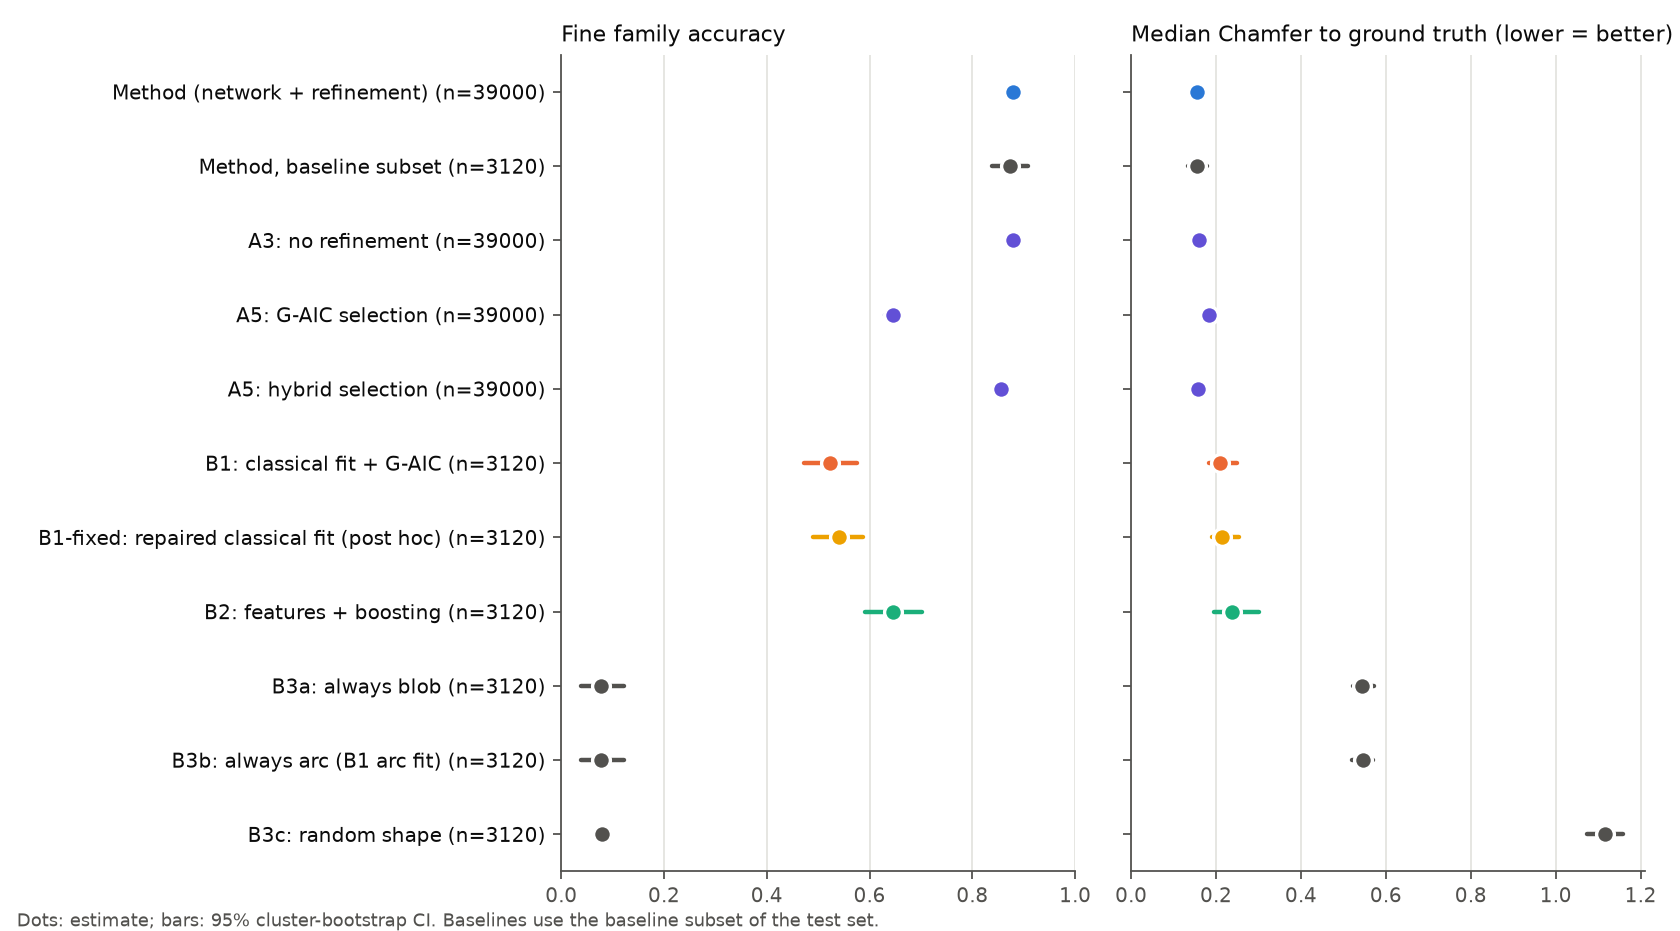 Fine family accuracy
Median Chamfer to ground truth (lower = better)
Method (network + refinement) (n=39000)
Method, baseline subset (n=3120)
A3: no refinement (n=39000)
A5: G-AIC selection (n=39000)
A5: hybrid selection (n=39000)
B1: classical fit + G-AIC (n=3120)
B1-fixed: repaired classical fit (post hoc) (n=3120)
B2: features + boosting (n=3120)
B3a: always blob (n=3120)
B3b: always arc (B1 arc fit) (n=3120)
B3c: random shape (n=3120)
0.0 0.2 0.4 0.6 0.8 1.0
0.0 0.2 0.4 0.6 0.8 1.0 1.2
Dots: estimate; bars: 95% cluster-bootstrap CI. Baselines use the baseline subset of the test set.